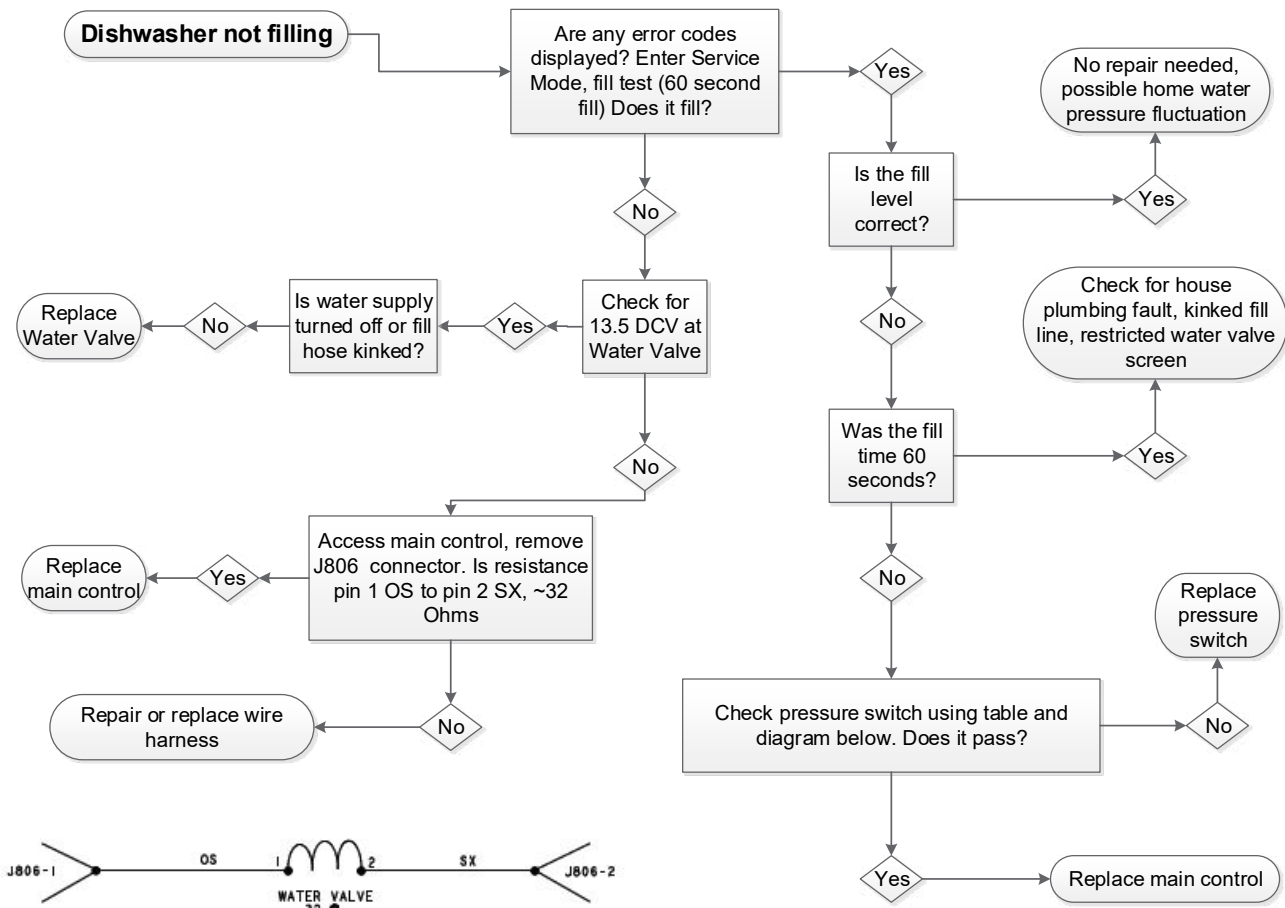 Dishwasher not filling
Are any error codes
displayed? Enter Service
Mode, fill test (60 second
fill) Does it fill?
Yes
No repair needed,
possible home water
pressure fluctuation
Is the fill
level
correct?
Yes
No
No
Check for house
plumbing fault, kinked fill
line, restricted water valve
screen
Replace
Water Valve
No
Is water supply
turned off or fill
hose kinked?
Yes
Check for
13.5 DCV at
Water Valve
Was the fill
time 60
seconds?
Yes
No
Access main control, remove
J806 connector. Is resistance
pin 1 OS to pin 2 SX, ~32
Ohms
Replace
main control
Yes
No
Replace
pressure
switch
Repair or replace wire
harness
No
Check pressure switch using table and
diagram below. Does it pass?
No
J806-1
OS
1
2
SX
J806-2
WATER VALVE
Yes
Replace main control